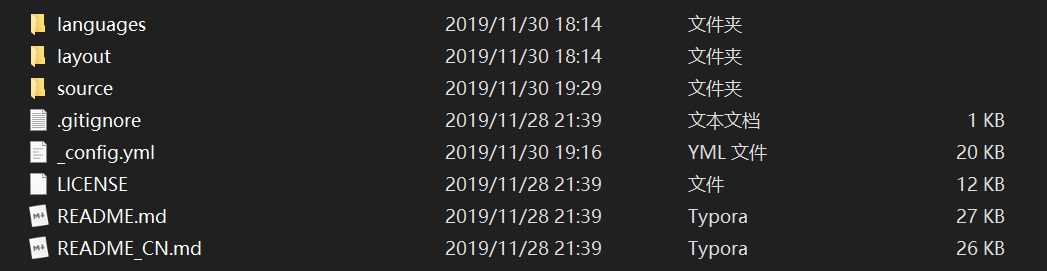 languages 2019/11/30 18:14 文件夹
layout 2019/11/30 18:14 文件夹
source 2019/11/30 19:29 文件夹
.gitignore 2019/11/28 21:39 文本文档 1 KB
_config.yml 2019/11/30 19:16 YML 文件 20 KB
LICENSE 2019/11/28 21:39 文件 12 KB
README.md 2019/11/28 21:39 Typora 27 KB
README_CN.md 2019/11/28 21:39 Typora 26 KB